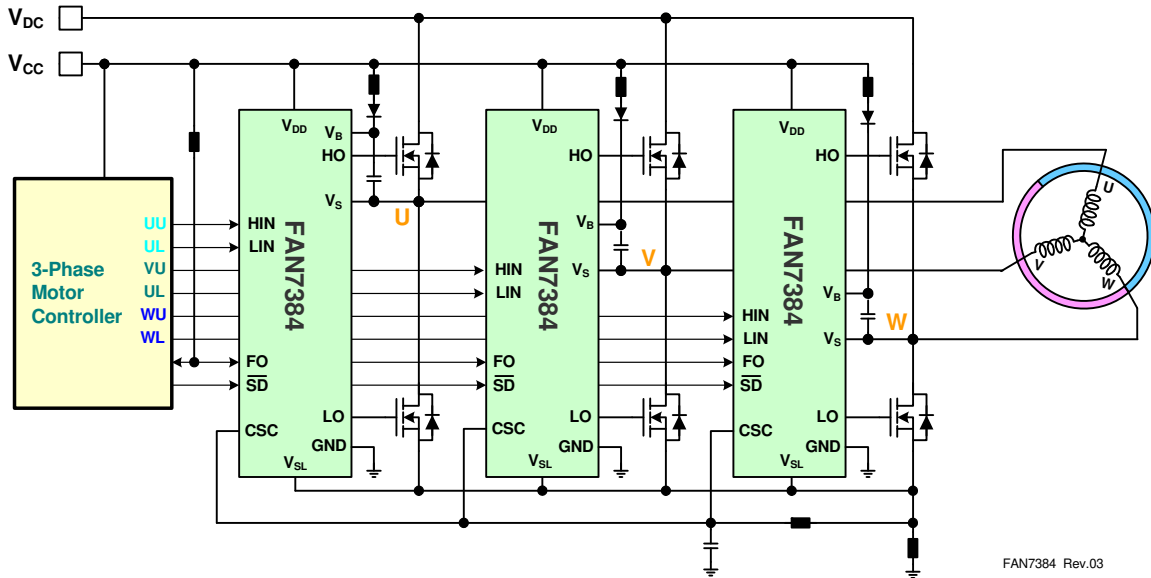 VDC
VCC
3-Phase
Motor
Controller
UU
UL
VU
UL
WU
WL
FAN7384
VDD
VB
HO
VS
HIN
LIN
FO
SD
LO
CSC
GND
VSL
U
FAN7384
VDD
HO
VB
VS
HIN
LIN
FO
SD
LO
CSC
GND
VSL
V
FAN7384
VDD
HO
VB
VS
HIN
LIN
FO
SD
LO
CSC
GND
VSL
W
U
V
W
FAN7384 Rev.03